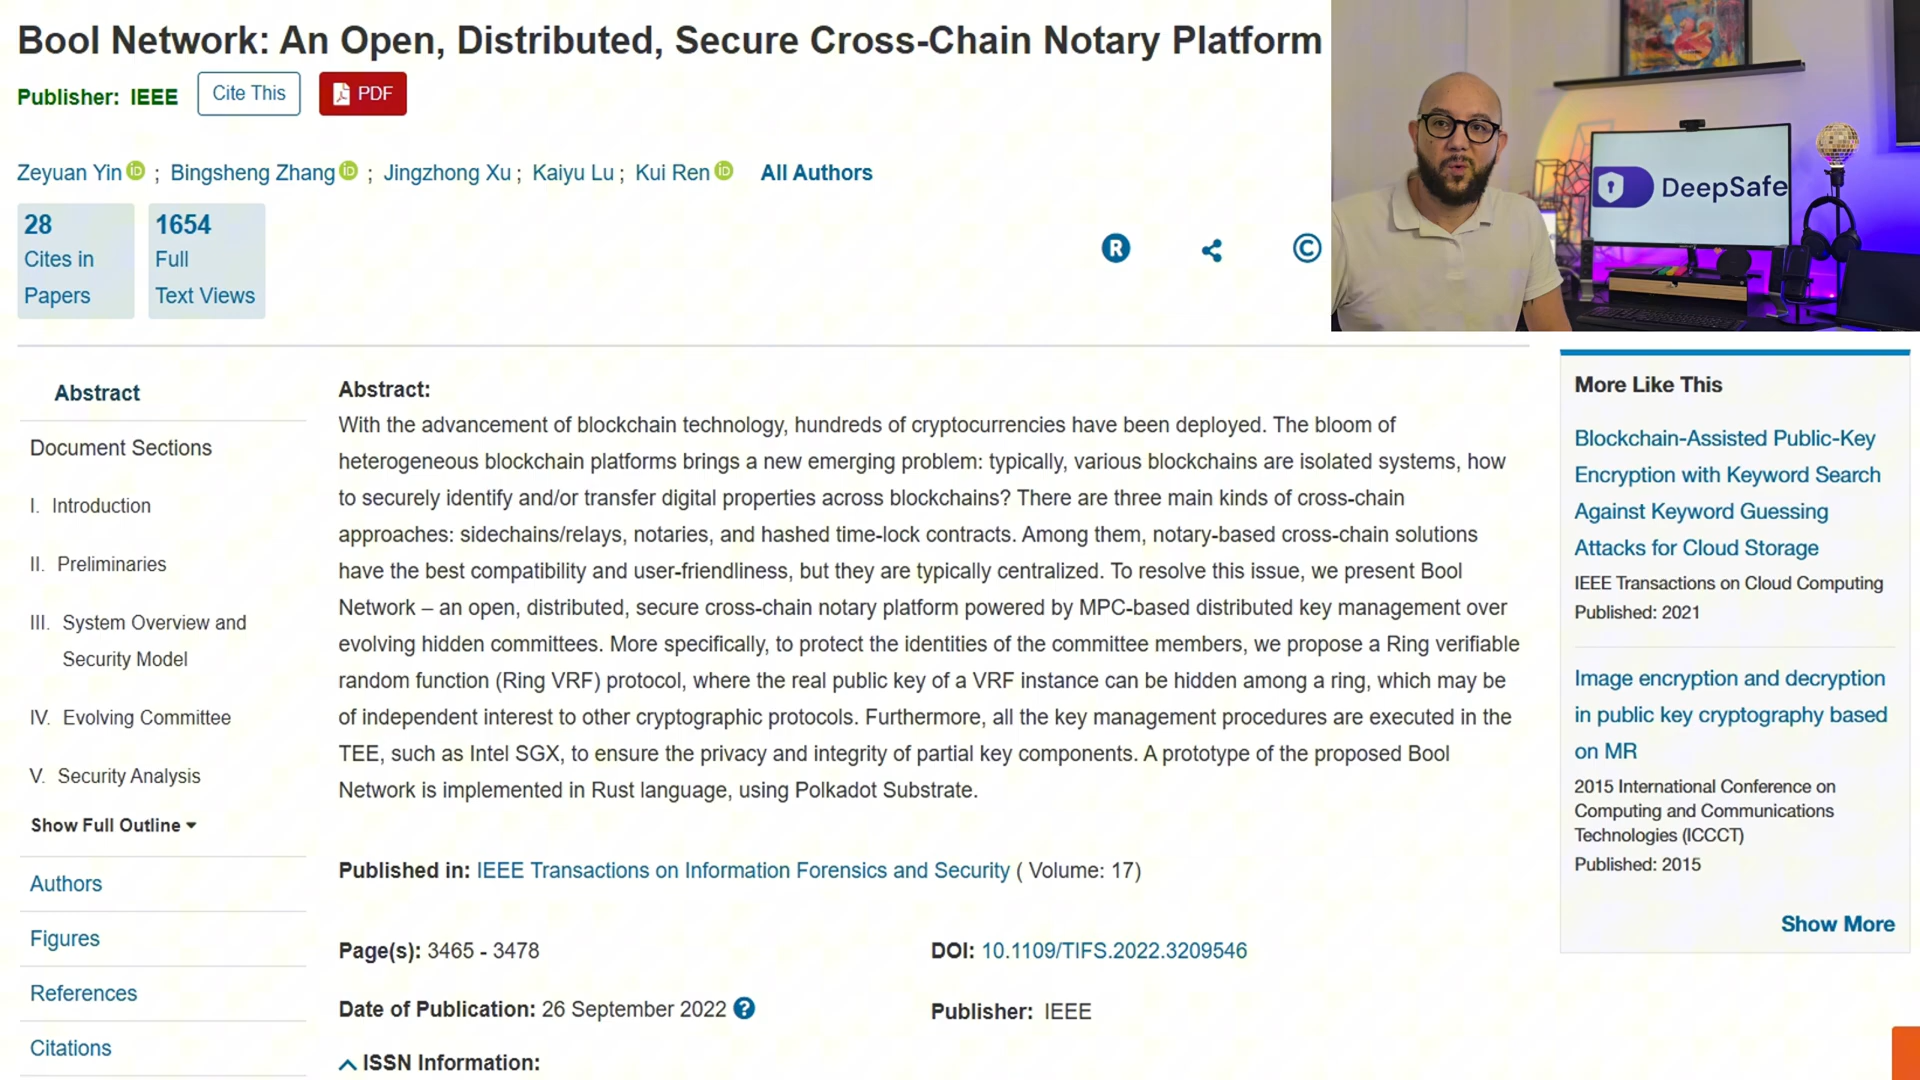 Bool Network: An Open, Distributed, Secure Cross-Chain Notary Platform
Publisher: IEEE
Cite This
PDF
Zeyuan Yin ; Bingsheng Zhang ; Jingzhong Xu ; Kaiyu Lu ; Kui Ren All Authors
28
Cites in
Papers
1654
Full
Text Views
R
©
DeepSafe
Abstract
Document Sections
I. Introduction
II. Preliminaries
III. System Overview and
Security Model
IV. Evolving Committee
V. Security Analysis
Show Full Outline
Authors
Figures
References
Citations
Abstract:
With the advancement of blockchain technology, hundreds of cryptocurrencies have been deployed. The bloom of
heterogeneous blockchain platforms brings a new emerging problem: typically, various blockchains are isolated systems, how
to securely identify and/or transfer digital properties across blockchains? There are three main kinds of cross-chain
approaches: sidechains/relays, notaries, and hashed time-lock contracts. Among them, notary-based cross-chain solutions
have the best compatibility and user-friendliness, but they are typically centralized. To resolve this issue, we present Bool
Network – an open, distributed, secure cross-chain notary platform powered by MPC-based distributed key management over
evolving hidden committees. More specifically, to protect the identities of the committee members, we propose a Ring verifiable
random function (Ring VRF) protocol, where the real public key of a VRF instance can be hidden among a ring, which may be
of independent interest to other cryptographic protocols. Furthermore, all the key management procedures are executed in the
TEE, such as Intel SGX, to ensure the privacy and integrity of partial key components. A prototype of the proposed Bool
Network is implemented in Rust language, using Polkadot Substrate.
Published in: IEEE Transactions on Information Forensics and Security ( Volume: 17)
Page(s): 3465 - 3478
DOI: 10.1109/TIFS.2022.3209546
Date of Publication: 26 September 2022 ?
Publisher: IEEE
ISSN Information:
More Like This
Blockchain-Assisted Public-Key
Encryption with Keyword Search
Against Keyword Guessing
Attacks for Cloud Storage
IEEE Transactions on Cloud Computing
Published: 2021
Image encryption and decryption
in public key cryptography based
on MR
2015 International Conference on
Computing and Communications
Technologies (ICCCT)
Published: 2015
Show More